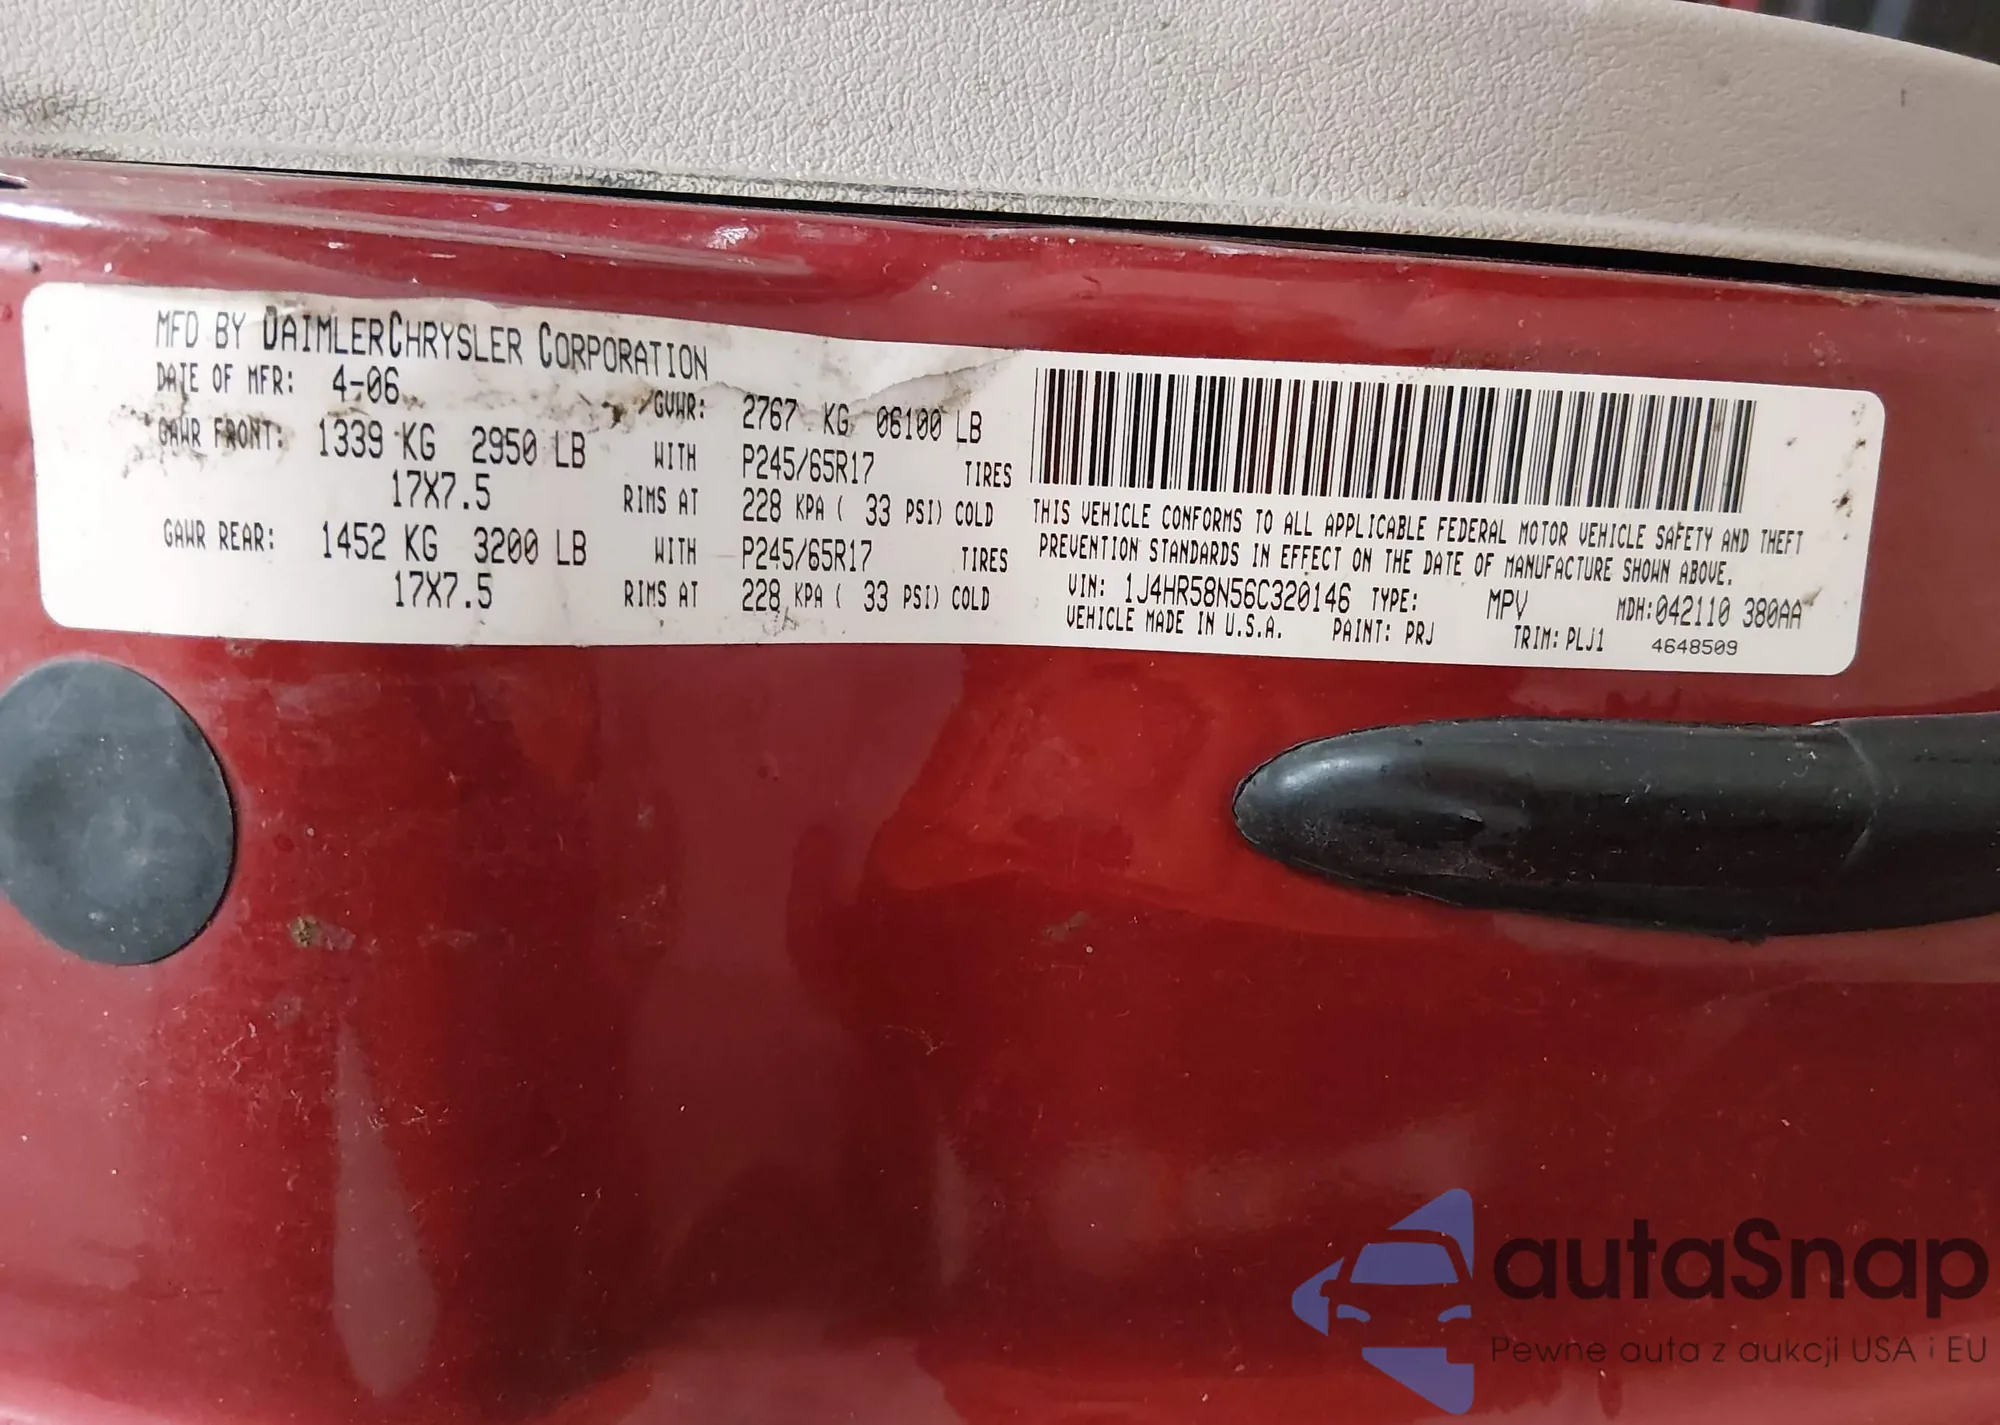 MFD BY DAIMLERCHRYSLER CORPORATION
DATE OF MFR: 4-06 GVWR: 2767 KG 06100 LB
GAWR FRONT: 1339 KG 2950 LB WITH P245/65R17 TIRES
17X7.5 RIMS AT 228 KPA ( 33 PSI) COLD
GAWR REAR: 1452 KG 3200 LB WITH P245/65R17 TIRES
17X7.5 RIMS AT 228 KPA ( 33 PSI) COLD
THIS VEHICLE CONFORMS TO ALL APPLICABLE FEDERAL MOTOR VEHICLE SAFETY AND THEFT
PREVENTION STANDARDS IN EFFECT ON THE DATE OF MANUFACTURE SHOWN ABOVE.
VIN: 1J4HR58N56C320146 TYPE: MPV MDH:042110 380AA
VEHICLE MADE IN U.S.A. PAINT: PRJ TRIM: PLJ1 4648509
autaSnap
Pewne auta z aukcji USA i EU